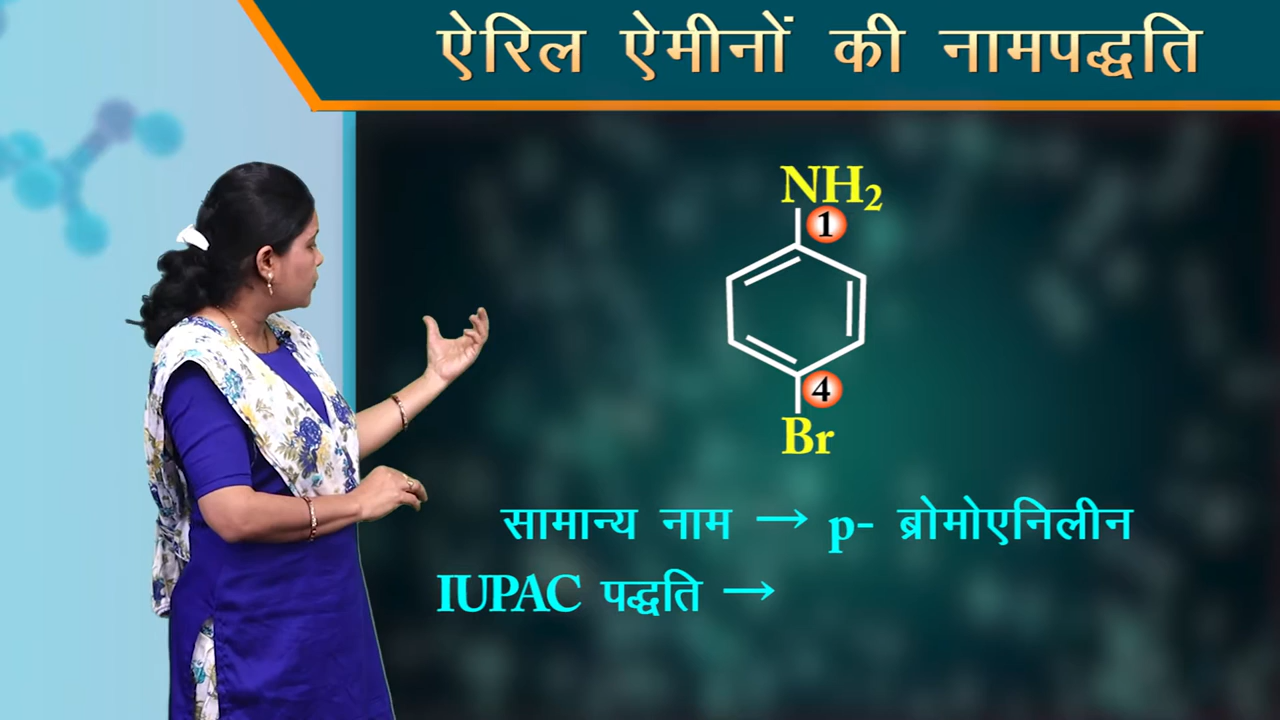 ऐरिल ऐमीनों की नामपद्धति
NH₂
1
4
Br
सामान्य नाम → p- ब्रोमोएनिलीन
IUPAC पद्धति →